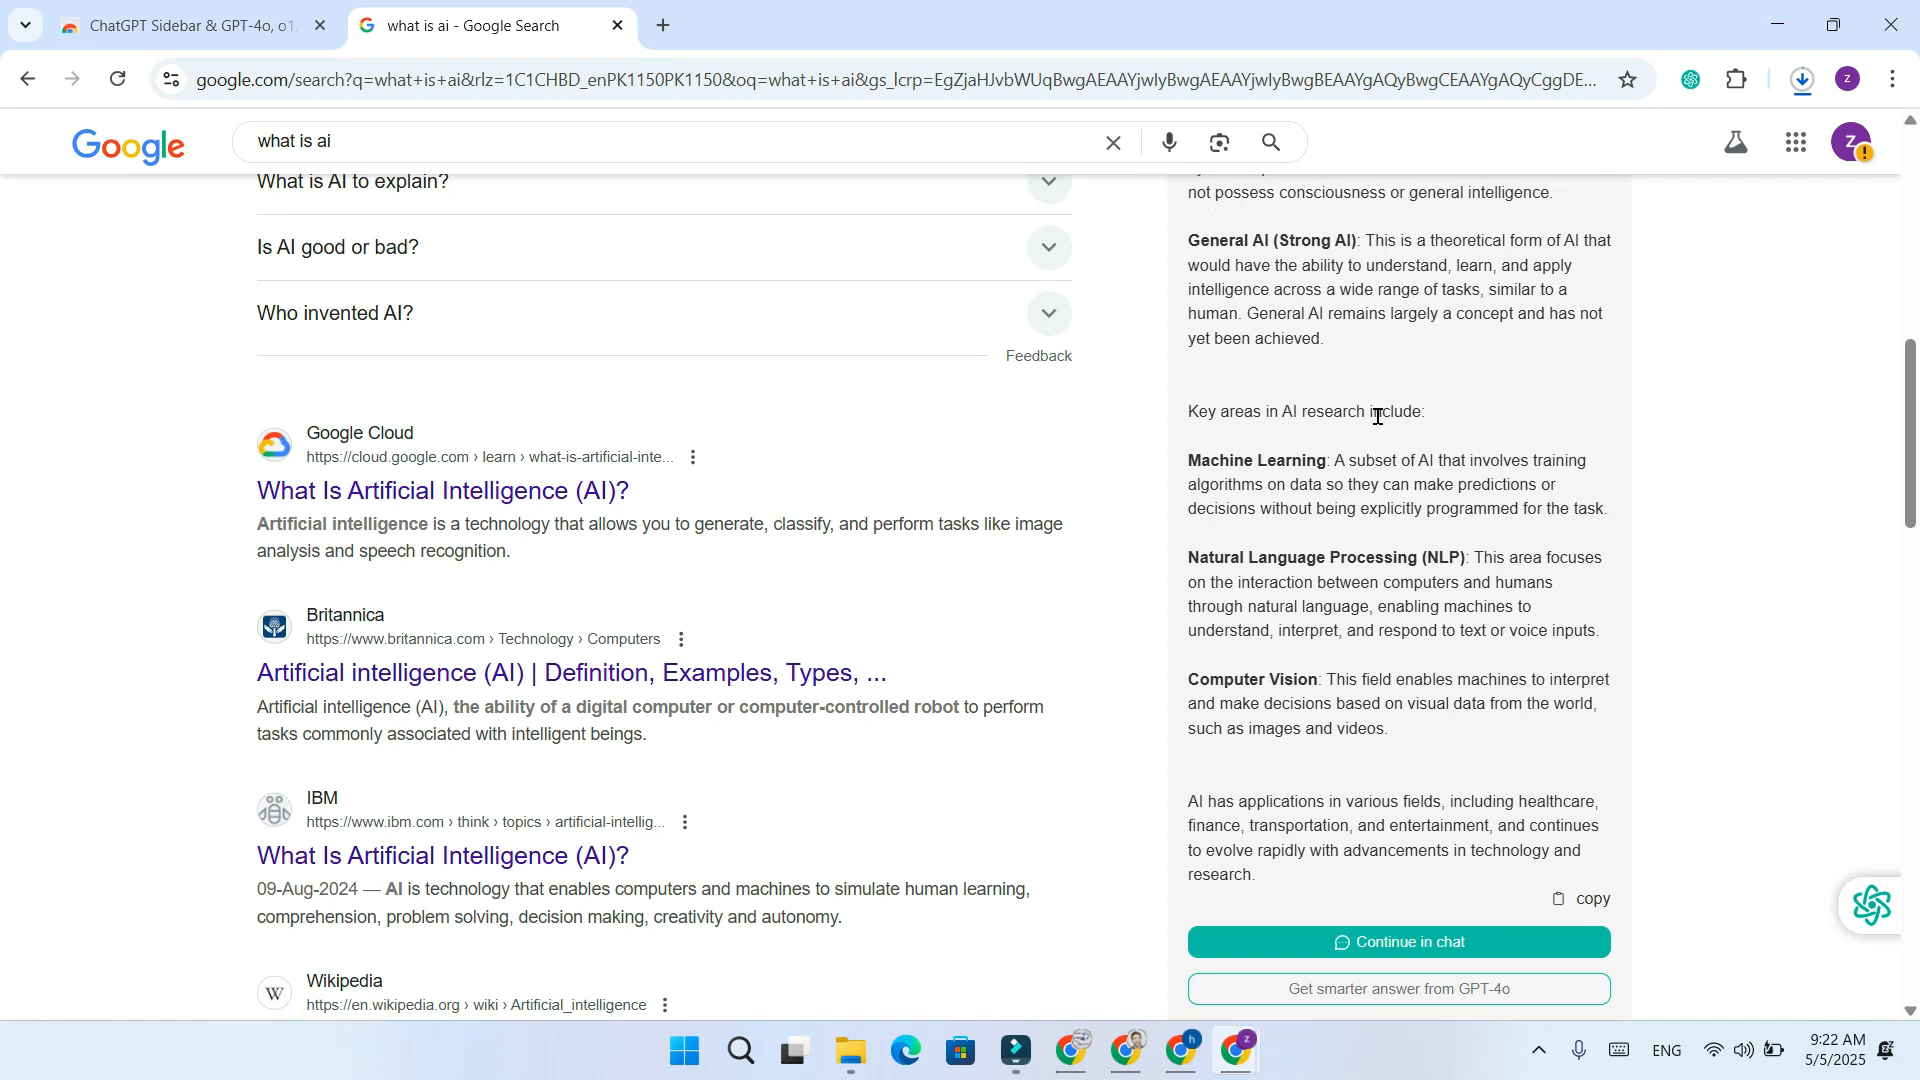 ChatGPT Sidebar & GPT-4o, o1
what is ai - Google Search
google.com/search?q=what+is+ai&rlz=1C1CHBD_enPK1150PK1150&oq=what+is+ai&gs_lcrp=EgZjaHJvbWUqBwgAEAAYjwIyBwgAEAAYjwIyBwgBEAAYgAQyBwgCEAAYgAQyCggDE...
z
Google
what is ai
Z
What is AI to explain?
Is AI good or bad?
Who invented AI?
Feedback
Google Cloud
https://cloud.google.com › learn › what-is-artificial-inte...
What Is Artificial Intelligence (AI)?
Artificial intelligence is a technology that allows you to generate, classify, and perform tasks like image
analysis and speech recognition.
Britannica
https://www.britannica.com › Technology › Computers
Artificial intelligence (AI) | Definition, Examples, Types, ...
Artificial intelligence (AI), the ability of a digital computer or computer-controlled robot to perform
tasks commonly associated with intelligent beings.
IBM
https://www.ibm.com › think › topics › artificial-intellig...
What Is Artificial Intelligence (AI)?
09-Aug-2024 — AI is technology that enables computers and machines to simulate human learning,
comprehension, problem solving, decision making, creativity and autonomy.
W
Wikipedia
https://en.wikipedia.org › wiki › Artificial_intelligence
not possess consciousness or general intelligence.
General AI (Strong AI): This is a theoretical form of AI that
would have the ability to understand, learn, and apply
intelligence across a wide range of tasks, similar to a
human. General AI remains largely a concept and has not
yet been achieved.
Key areas in AI research include:
Machine Learning: A subset of AI that involves training
algorithms on data so they can make predictions or
decisions without being explicitly programmed for the task.
Natural Language Processing (NLP): This area focuses
on the interaction between computers and humans
through natural language, enabling machines to
understand, interpret, and respond to text or voice inputs.
Computer Vision: This field enables machines to interpret
and make decisions based on visual data from the world,
such as images and videos.
AI has applications in various fields, including healthcare,
finance, transportation, and entertainment, and continues
to evolve rapidly with advancements in technology and
research.
copy
Continue in chat
Get smarter answer from GPT-4o
h
z
ENG
9:22 AM
5/5/2025